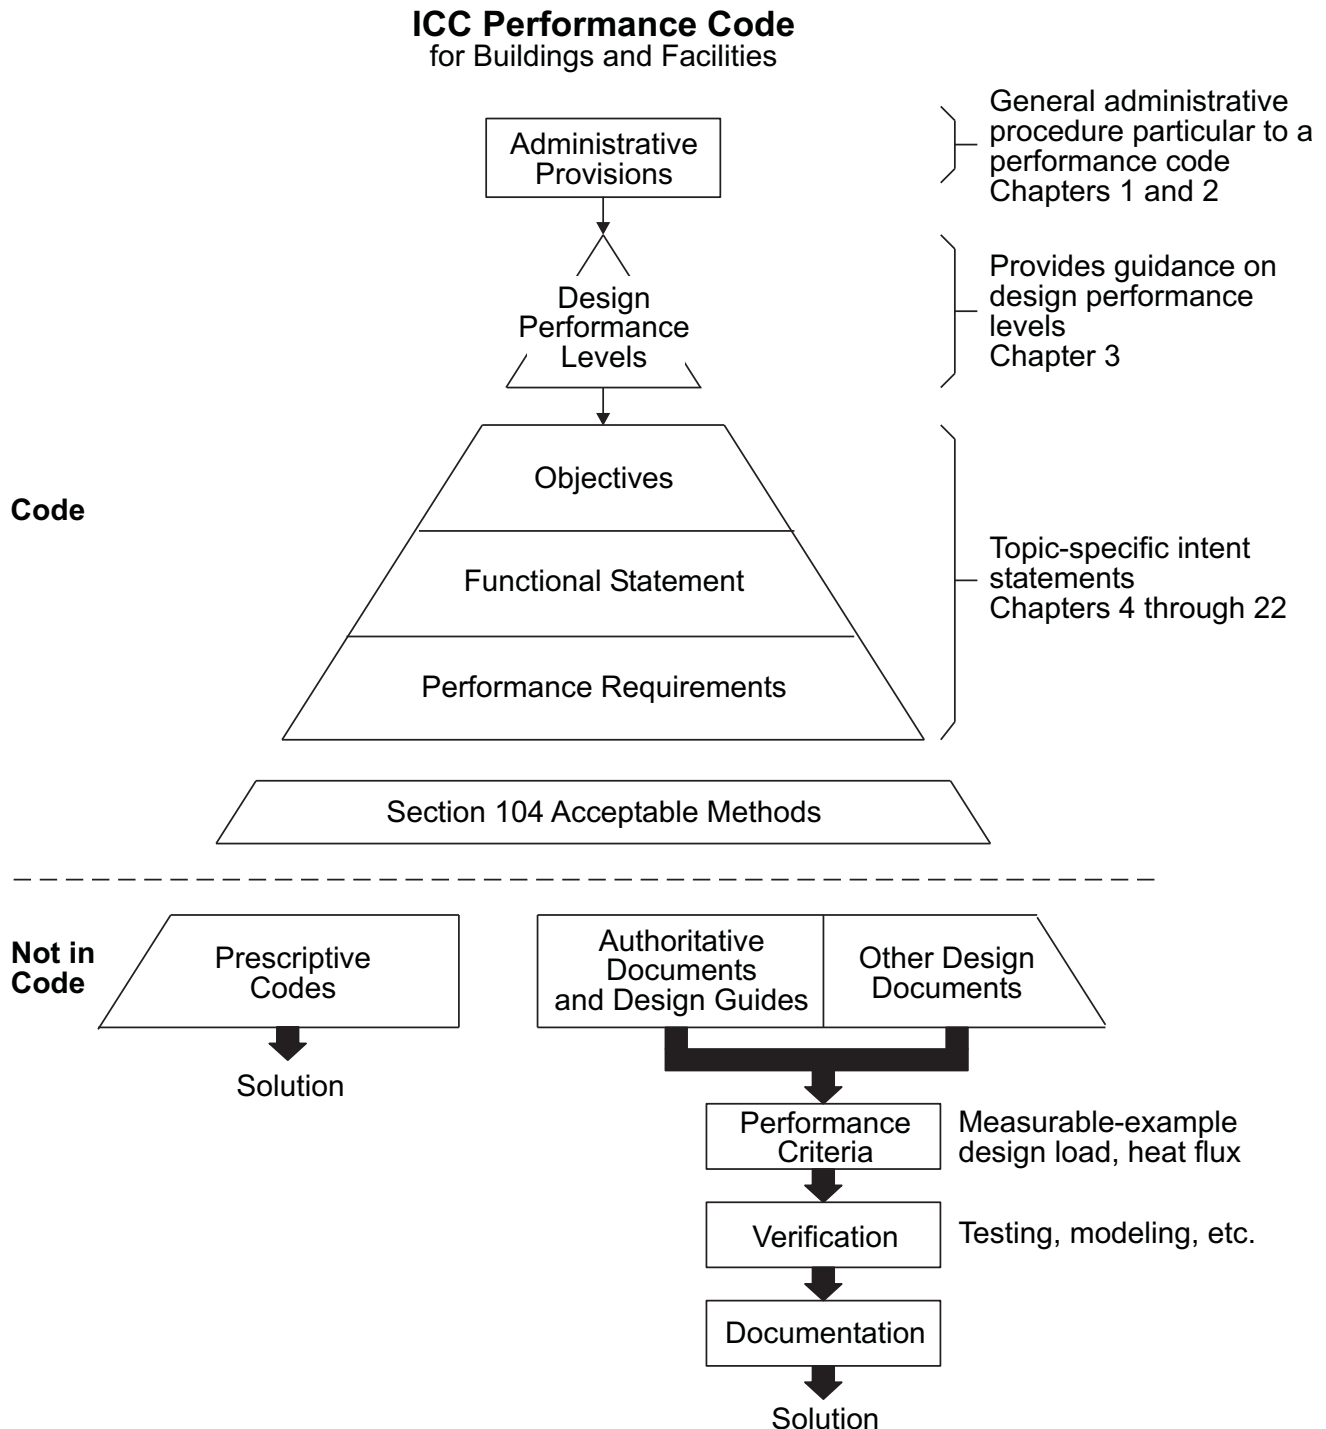 ICC Performance Code
for Buildings and Facilities
Administrative
Provisions
General administrative
procedure particular to a
performance code
Chapters 1 and 2
Design
Performance
Levels
Provides guidance on
design performance
levels
Chapter 3
Code
Objectives
Functional Statement
Performance Requirements
Topic-specific intent
statements
Chapters 4 through 22
Section 104 Acceptable Methods
Not in
Code
Prescriptive
Codes
Solution
Authoritative
Documents
and Design Guides
Other Design
Documents
Performance
Criteria
Measurable-example
design load, heat flux
Verification
Testing, modeling, etc.
Documentation
Solution